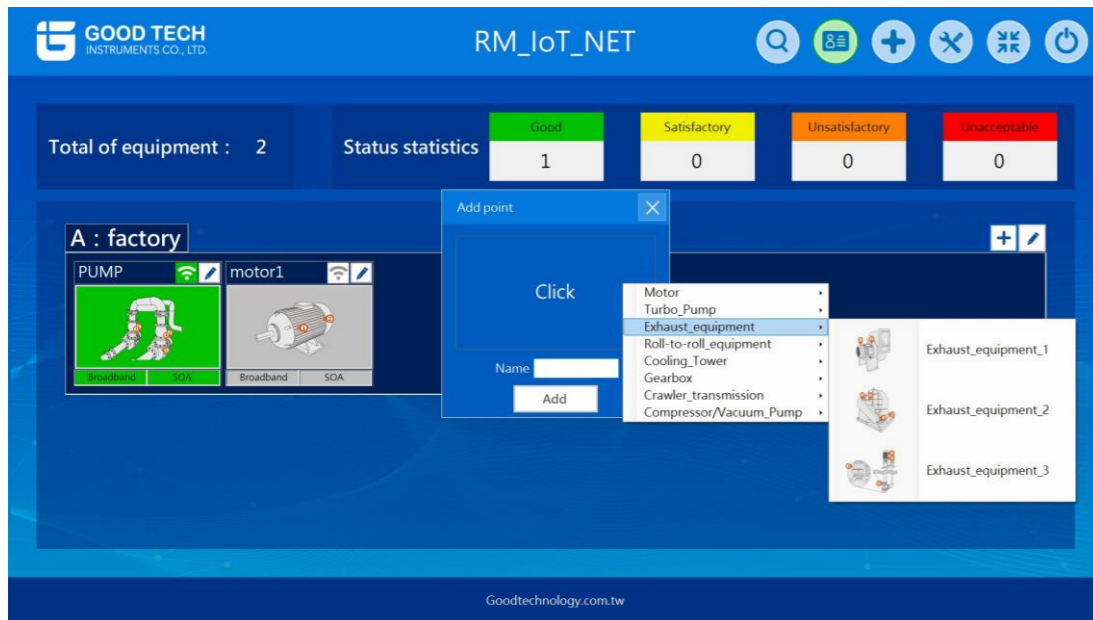 GOOD TECH
INSTRUMENTS CO., LTD.
RM_IoT_NET
Total of equipment : 2
Status statistics
Good
1
Satisfactory
0
Unsatisfactory
0
Unacceptable
0
Add point
Click
Name
Add
A : factory
PUMP
Broadband SOA
motor1
Broadband SOA
Motor
Turbo_Pump
Exhaust_equipment
Roll-to-roll_equipment
Cooling_Tower
Gearbox
Crawler_transmission
Compressor/Vacuum_Pump
Exhaust_equipment_1
Exhaust_equipment_2
Exhaust_equipment_3
Goodtechnology.com.tw